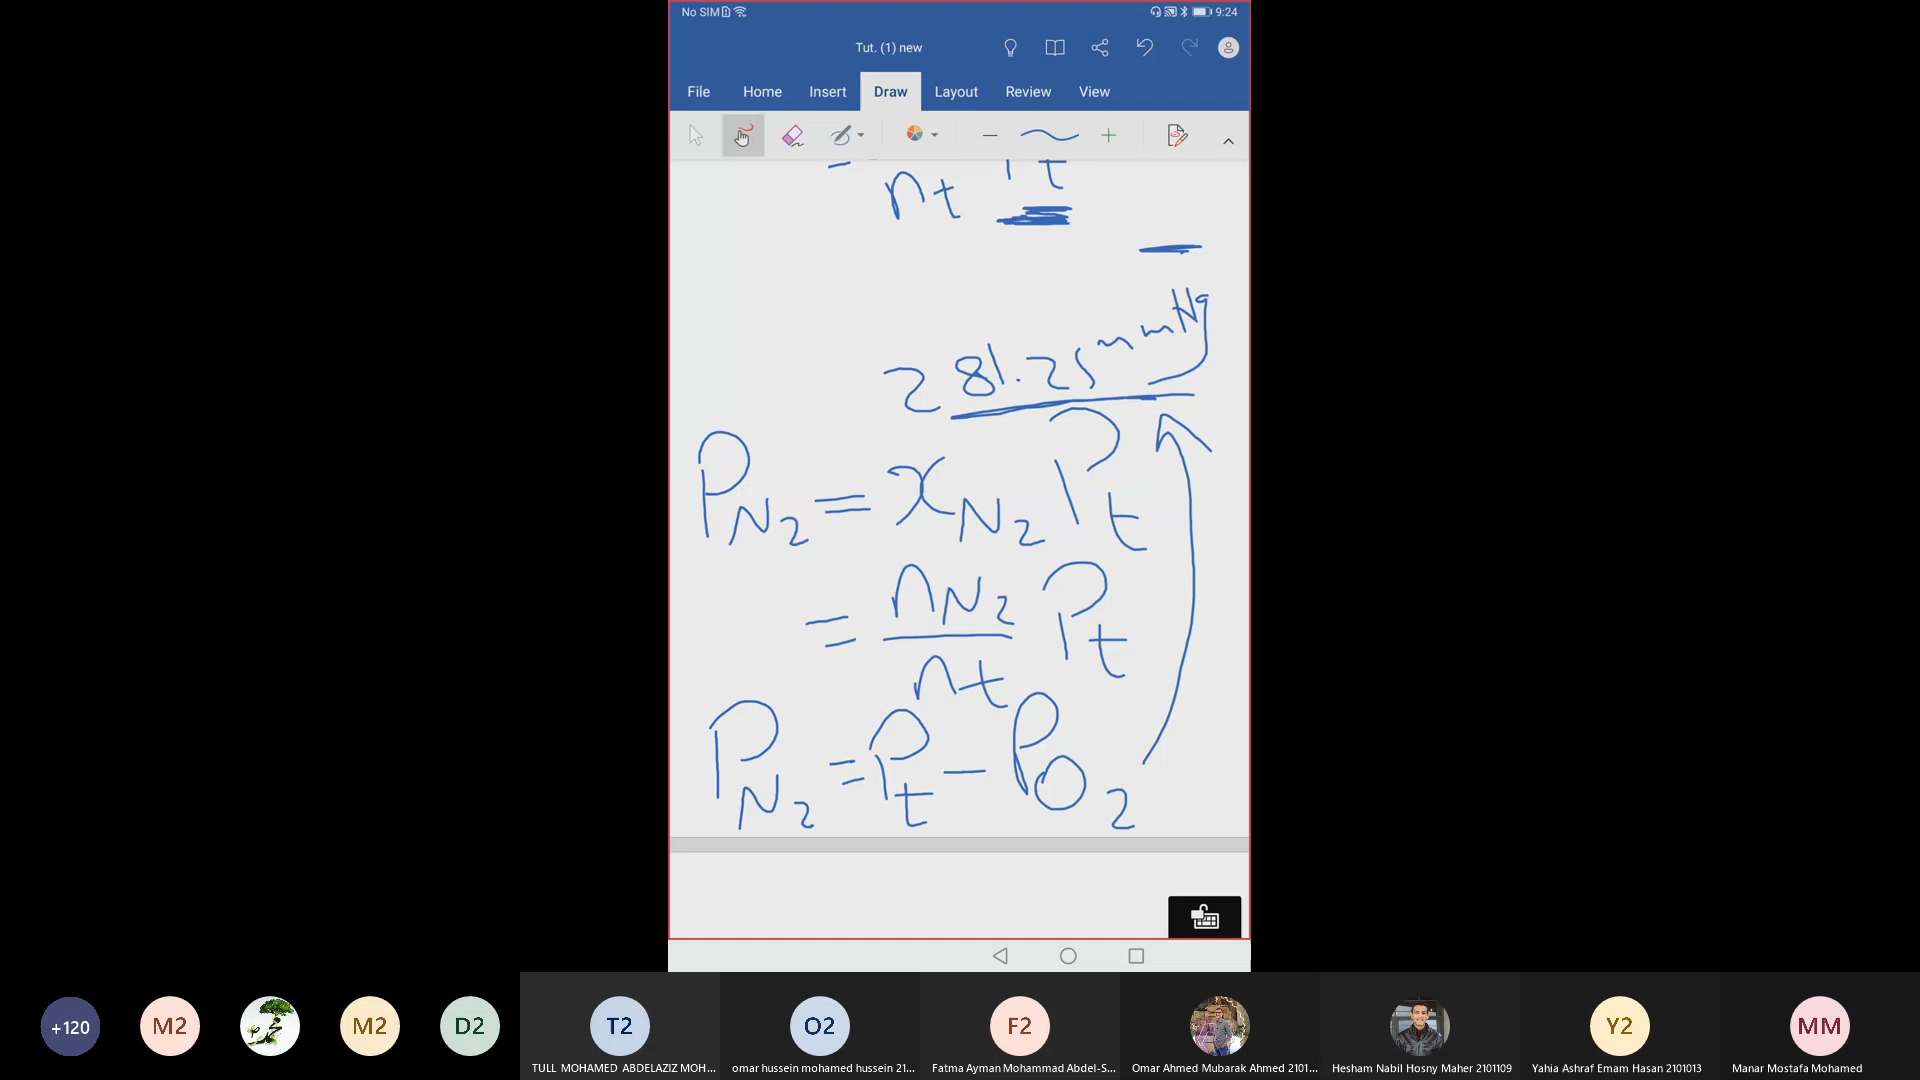 No SIM 9:24
Tut. (1) new
File Home Insert Draw Layout Review View
= nt Pt
281.25 mmHg
PN2 = xN2 Pt
= nN2 / nt Pt
PN2 = Pt - PO2
+120 M2 M2 D2 T2 O2 F2 Y2 MM
TULL MOHAMED ABDELAZIZ MOH... omar hussein mohamed hussein 21... Fatma Ayman Mohammad Abdel-S... Omar Ahmed Mubarak Ahmed 2101... Hesham Nabil Hosny Maher 2101109 Yahia Ashraf Emam Hasan 2101013 Manar Mostafa Mohamed